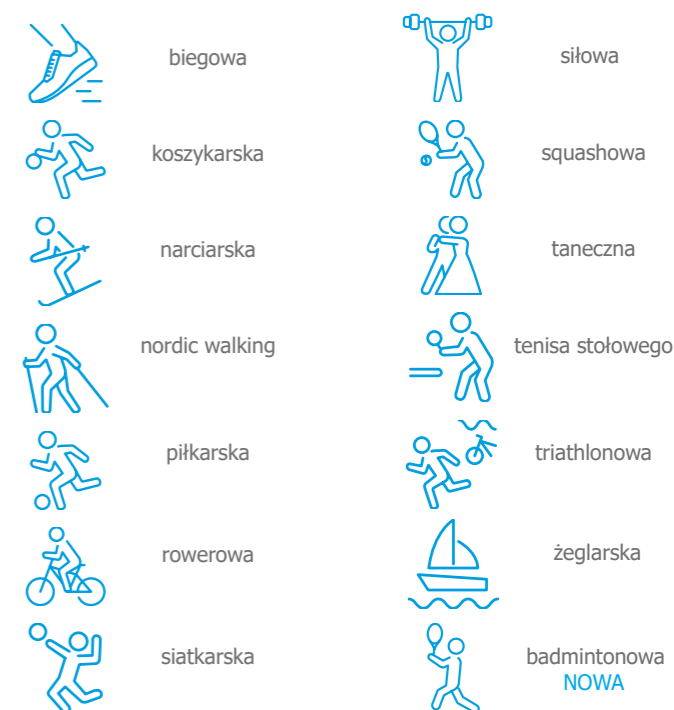 biegowa
siłowa
koszykarska
squashowa
narciarska
taneczna
nordic walking
tenisa stołowego
piłkarska
triathlonowa
rowerowa
żeglarska
siatkarska
badmintonowa
NOWA